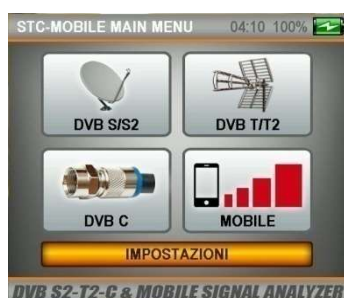 STC-MOBILE MAIN MENU 04:10 100%
DVB S/S2 DVB T/T2
DVB C MOBILE
IMPOSTAZIONI
DVB S2-T2-C & MOBILE SIGNAL ANALYZER